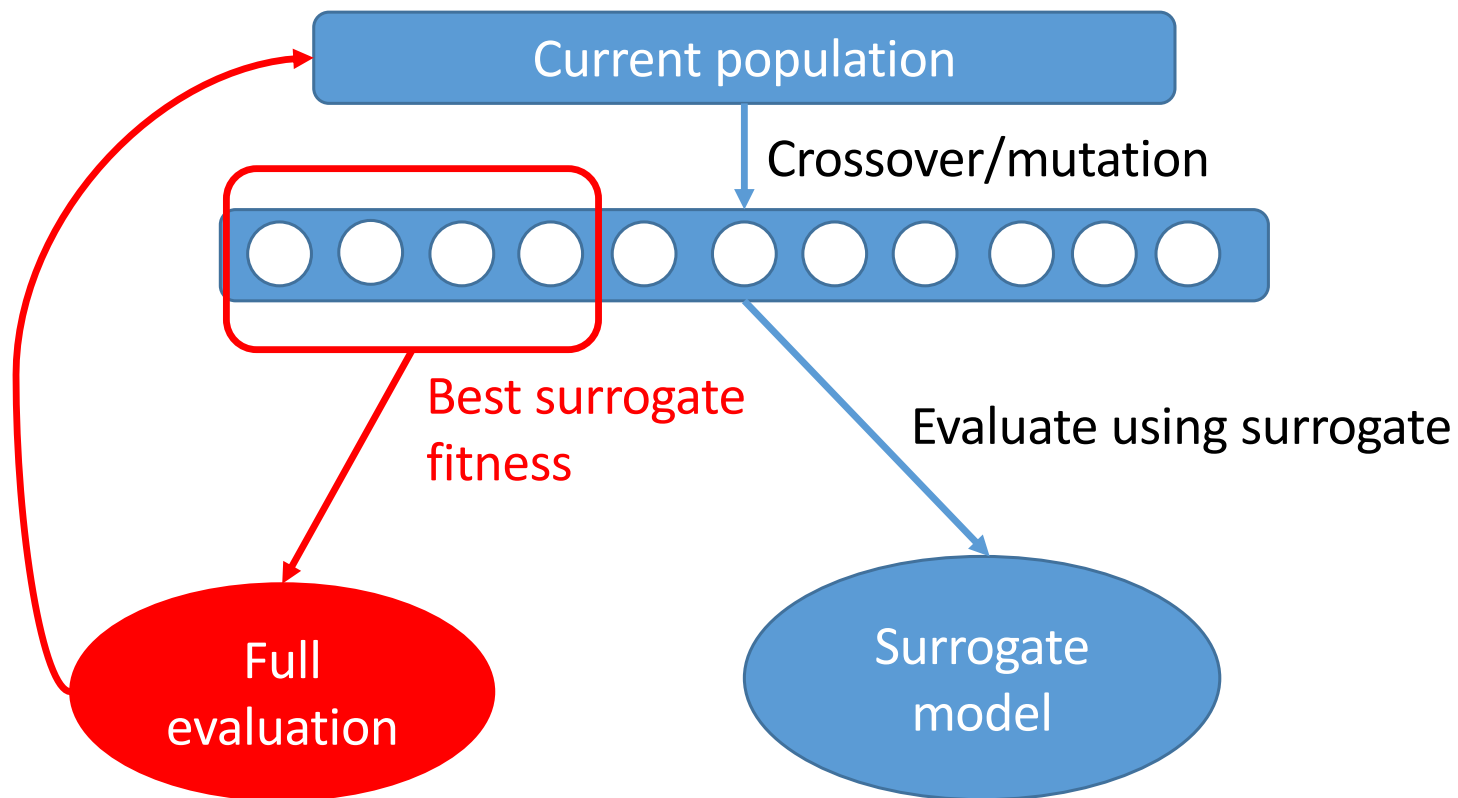 Current population
Crossover/mutation
Best surrogate
fitness
Evaluate using surrogate
Full
evaluation
Surrogate
model